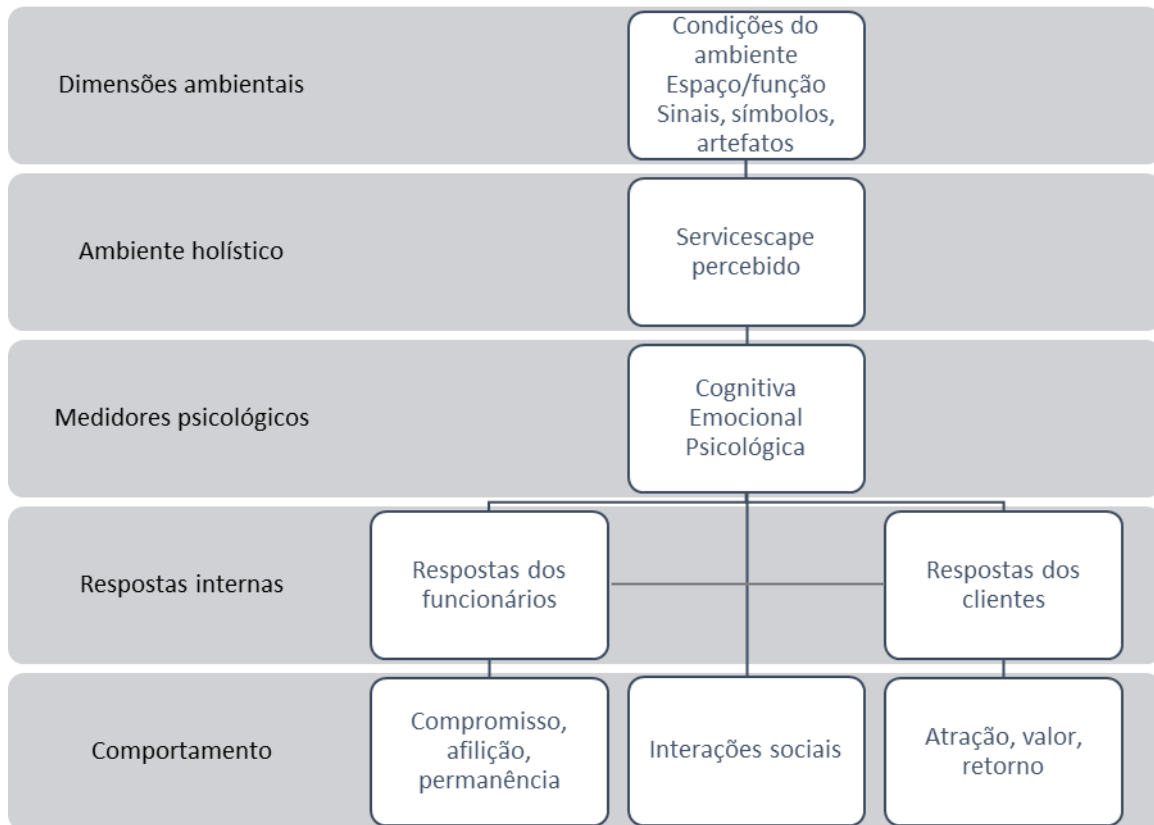 Dimensões ambientais
Condições do
ambiente
Espaço/função
Sinais, símbolos,
artefatos
Ambiente holístico
Servicescape
percebido
Medidores psicológicos
Cognitiva
Emocional
Psicológica
Respostas internas
Respostas dos
funcionários
Respostas dos
clientes
Comportamento
Compromisso,
afilição,
permanência
Interações sociais
Atração, valor,
retorno